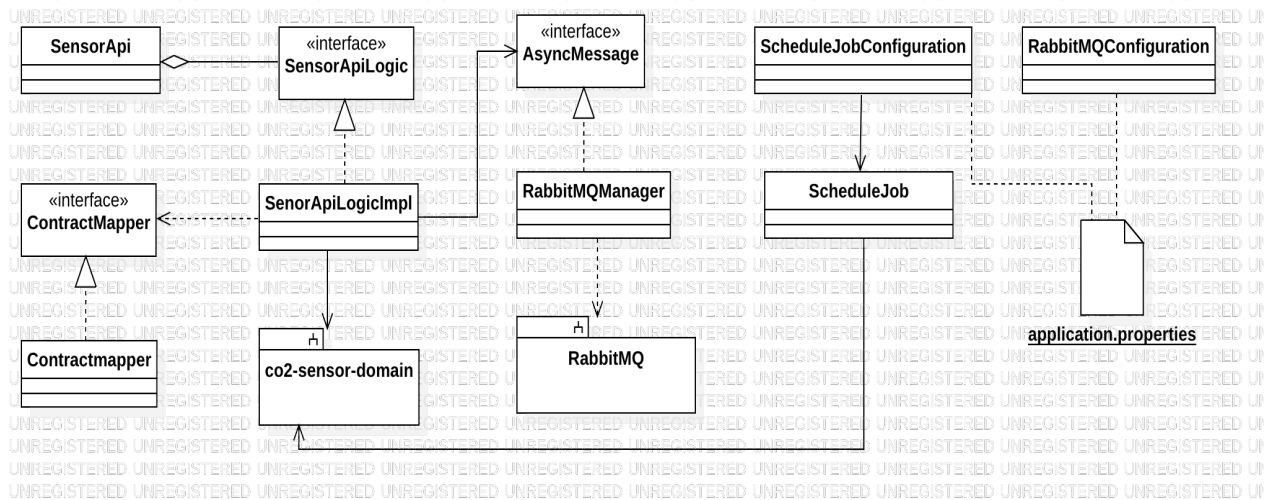 SensorApi
«interface»
SensorApiLogic
«interface»
AsyncMessage
ScheduleJobConfiguration
RabbitMQConfiguration
«interface»
ContractMapper
SenorApiLogicImpl
RabbitMQManager
ScheduleJob
application.properties
Contractmapper
co2-sensor-domain
RabbitMQ
UNREGISTERED